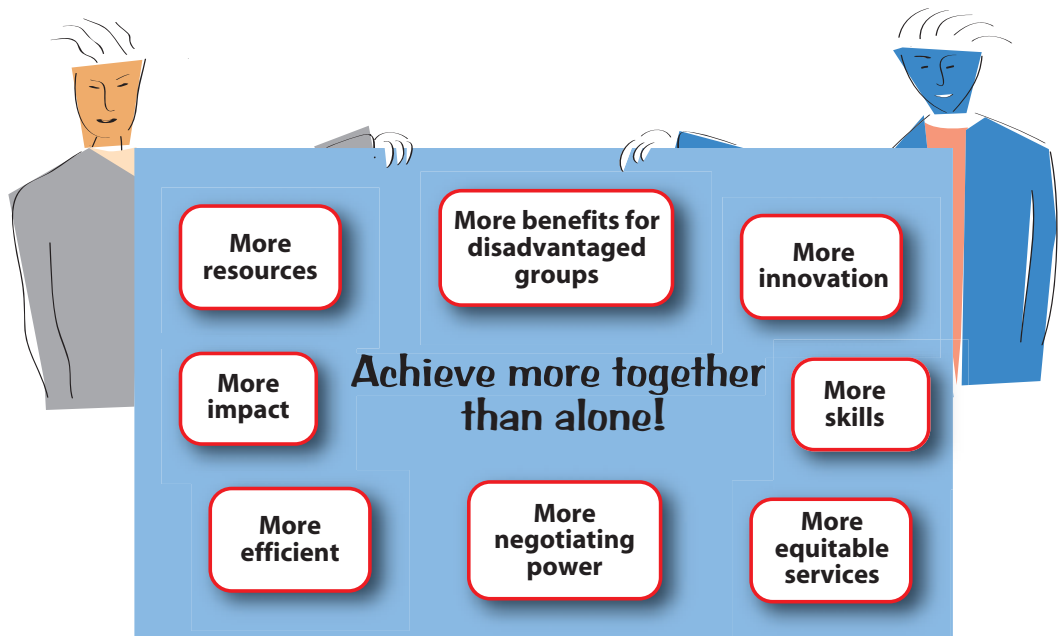 More
resources
More benefits for
disadvantaged
groups
More
innovation
More
impact
Achieve more together
than alone!
More
skills
More
efficient
More
negotiating
power
More
equitable
services